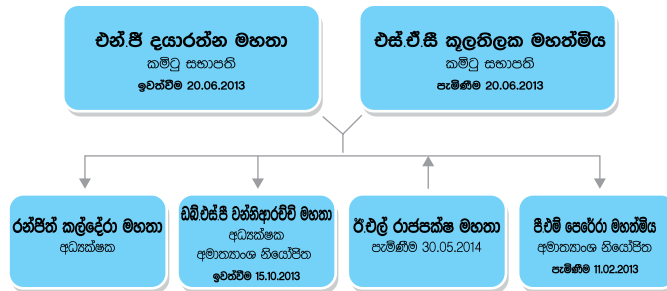 එන්.ජී දයාරත්න මහතා
කමිටු සභාපති
ඉවත්වීම 20.06.2013
එස්.ඒ.සී කුලතිලක මහත්මිය
කමිටු සභාපති
පැමිණීම 20.06.2013
රන්ජිත් කල්දේරා මහතා
අධ්‍යක්ෂක
ඩබ්.එස්.පී වන්නිආරච්චි මහතා
අධ්‍යක්ෂක
අමාත්‍යාංශ නියෝජිත
ඉවත්වීම 15.10.2013
ඊ.එල් රාජපක්ෂ මහතා
පැමිණීම 30.05.2014
පී.එම් පෙරේරා මහත්මිය
අමාත්‍යාංශ නියෝජිත
පැමිණීම 11.02.2013